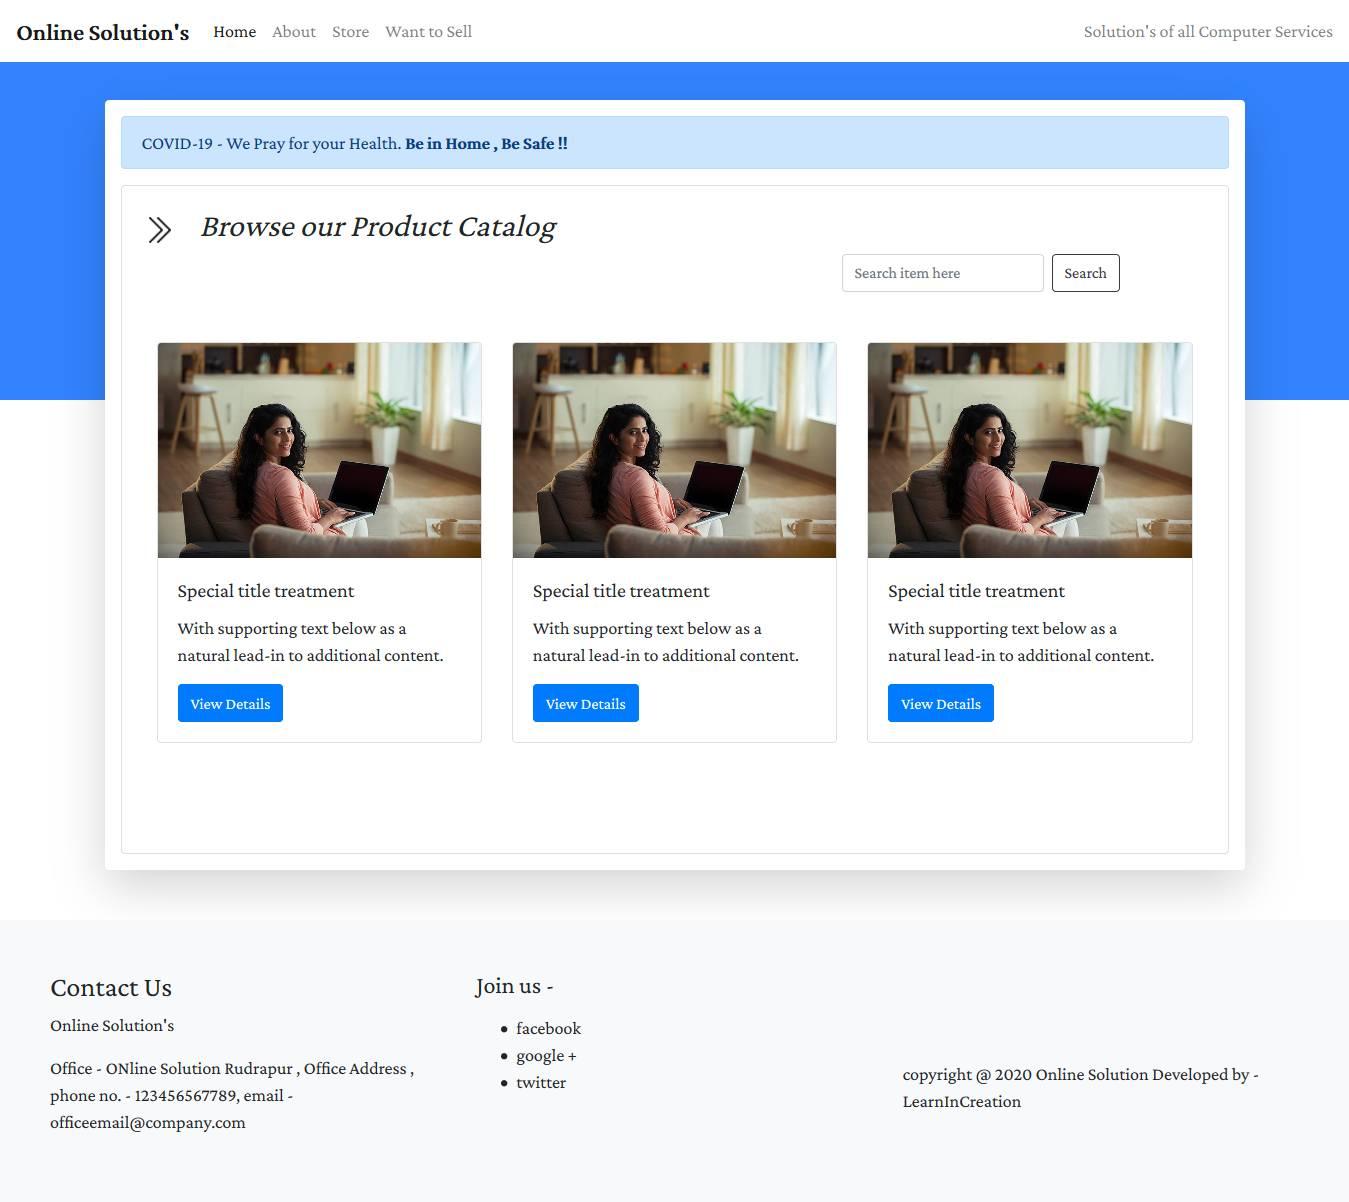 Online Solution's Home About Store Want to Sell Solution's of all Computer Services
COVID-19 - We Pray for your Health. Be in Home , Be Safe !!
Browse our Product Catalog
Search item here Search
Special title treatment
With supporting text below as a
natural lead-in to additional content.
View Details
Special title treatment
With supporting text below as a
natural lead-in to additional content.
View Details
Special title treatment
With supporting text below as a
natural lead-in to additional content.
View Details
Contact Us
Online Solution's
Office - ONline Solution Rudrapur , Office Address ,
phone no. - 123456567789, email -
officeemail@company.com
Join us -
facebook
google +
twitter
copyright @ 2020 Online Solution Developed by -
LearnInCreation